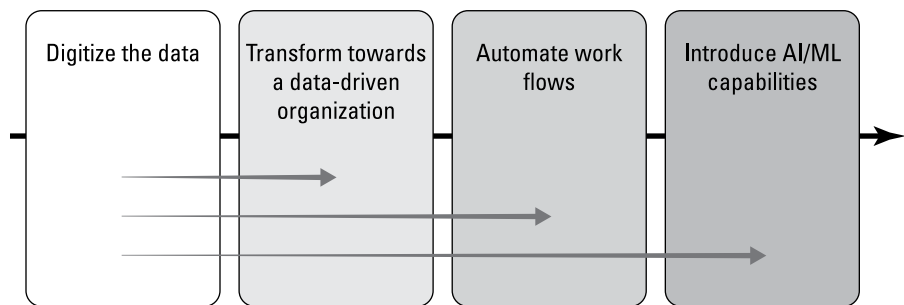 Digitize the data
Transform towards
a data-driven
organization
Automate work
flows
Introduce AI/ML
capabilities